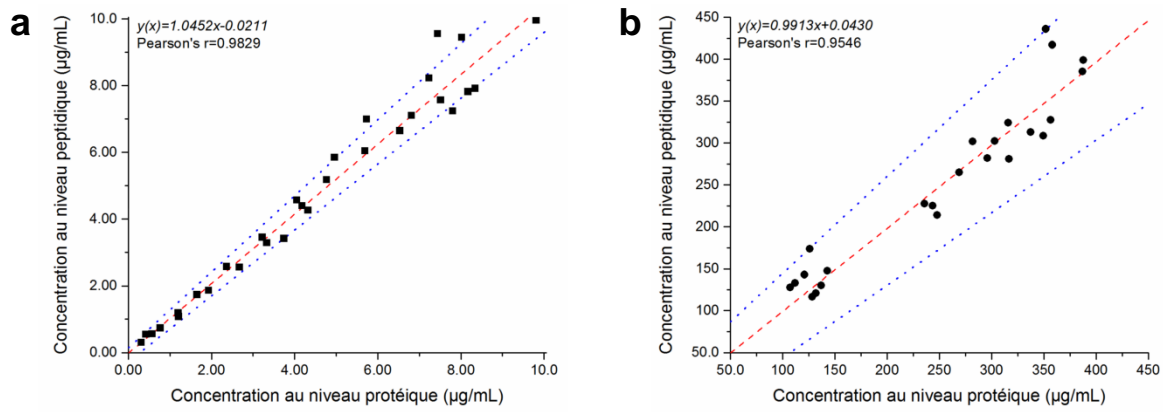 a
y(x)=1.0452x-0.0211
Pearson's r=0.9829
Concentration au niveau peptidique (µg/mL)
10.0
8.00
6.00
4.00
2.00
0.00
0.00 2.00 4.00 6.00 8.00 10.0
Concentration au niveau protéique (µg/mL)
b
y(x)=0.9913x+0.0430
Pearson's r=0.9546
Concentration au niveau peptidique (µg/mL)
450
400
350
300
250
200
150
100
50.0
50.0 100 150 200 250 300 350 400 450
Concentration au niveau protéique (µg/mL)